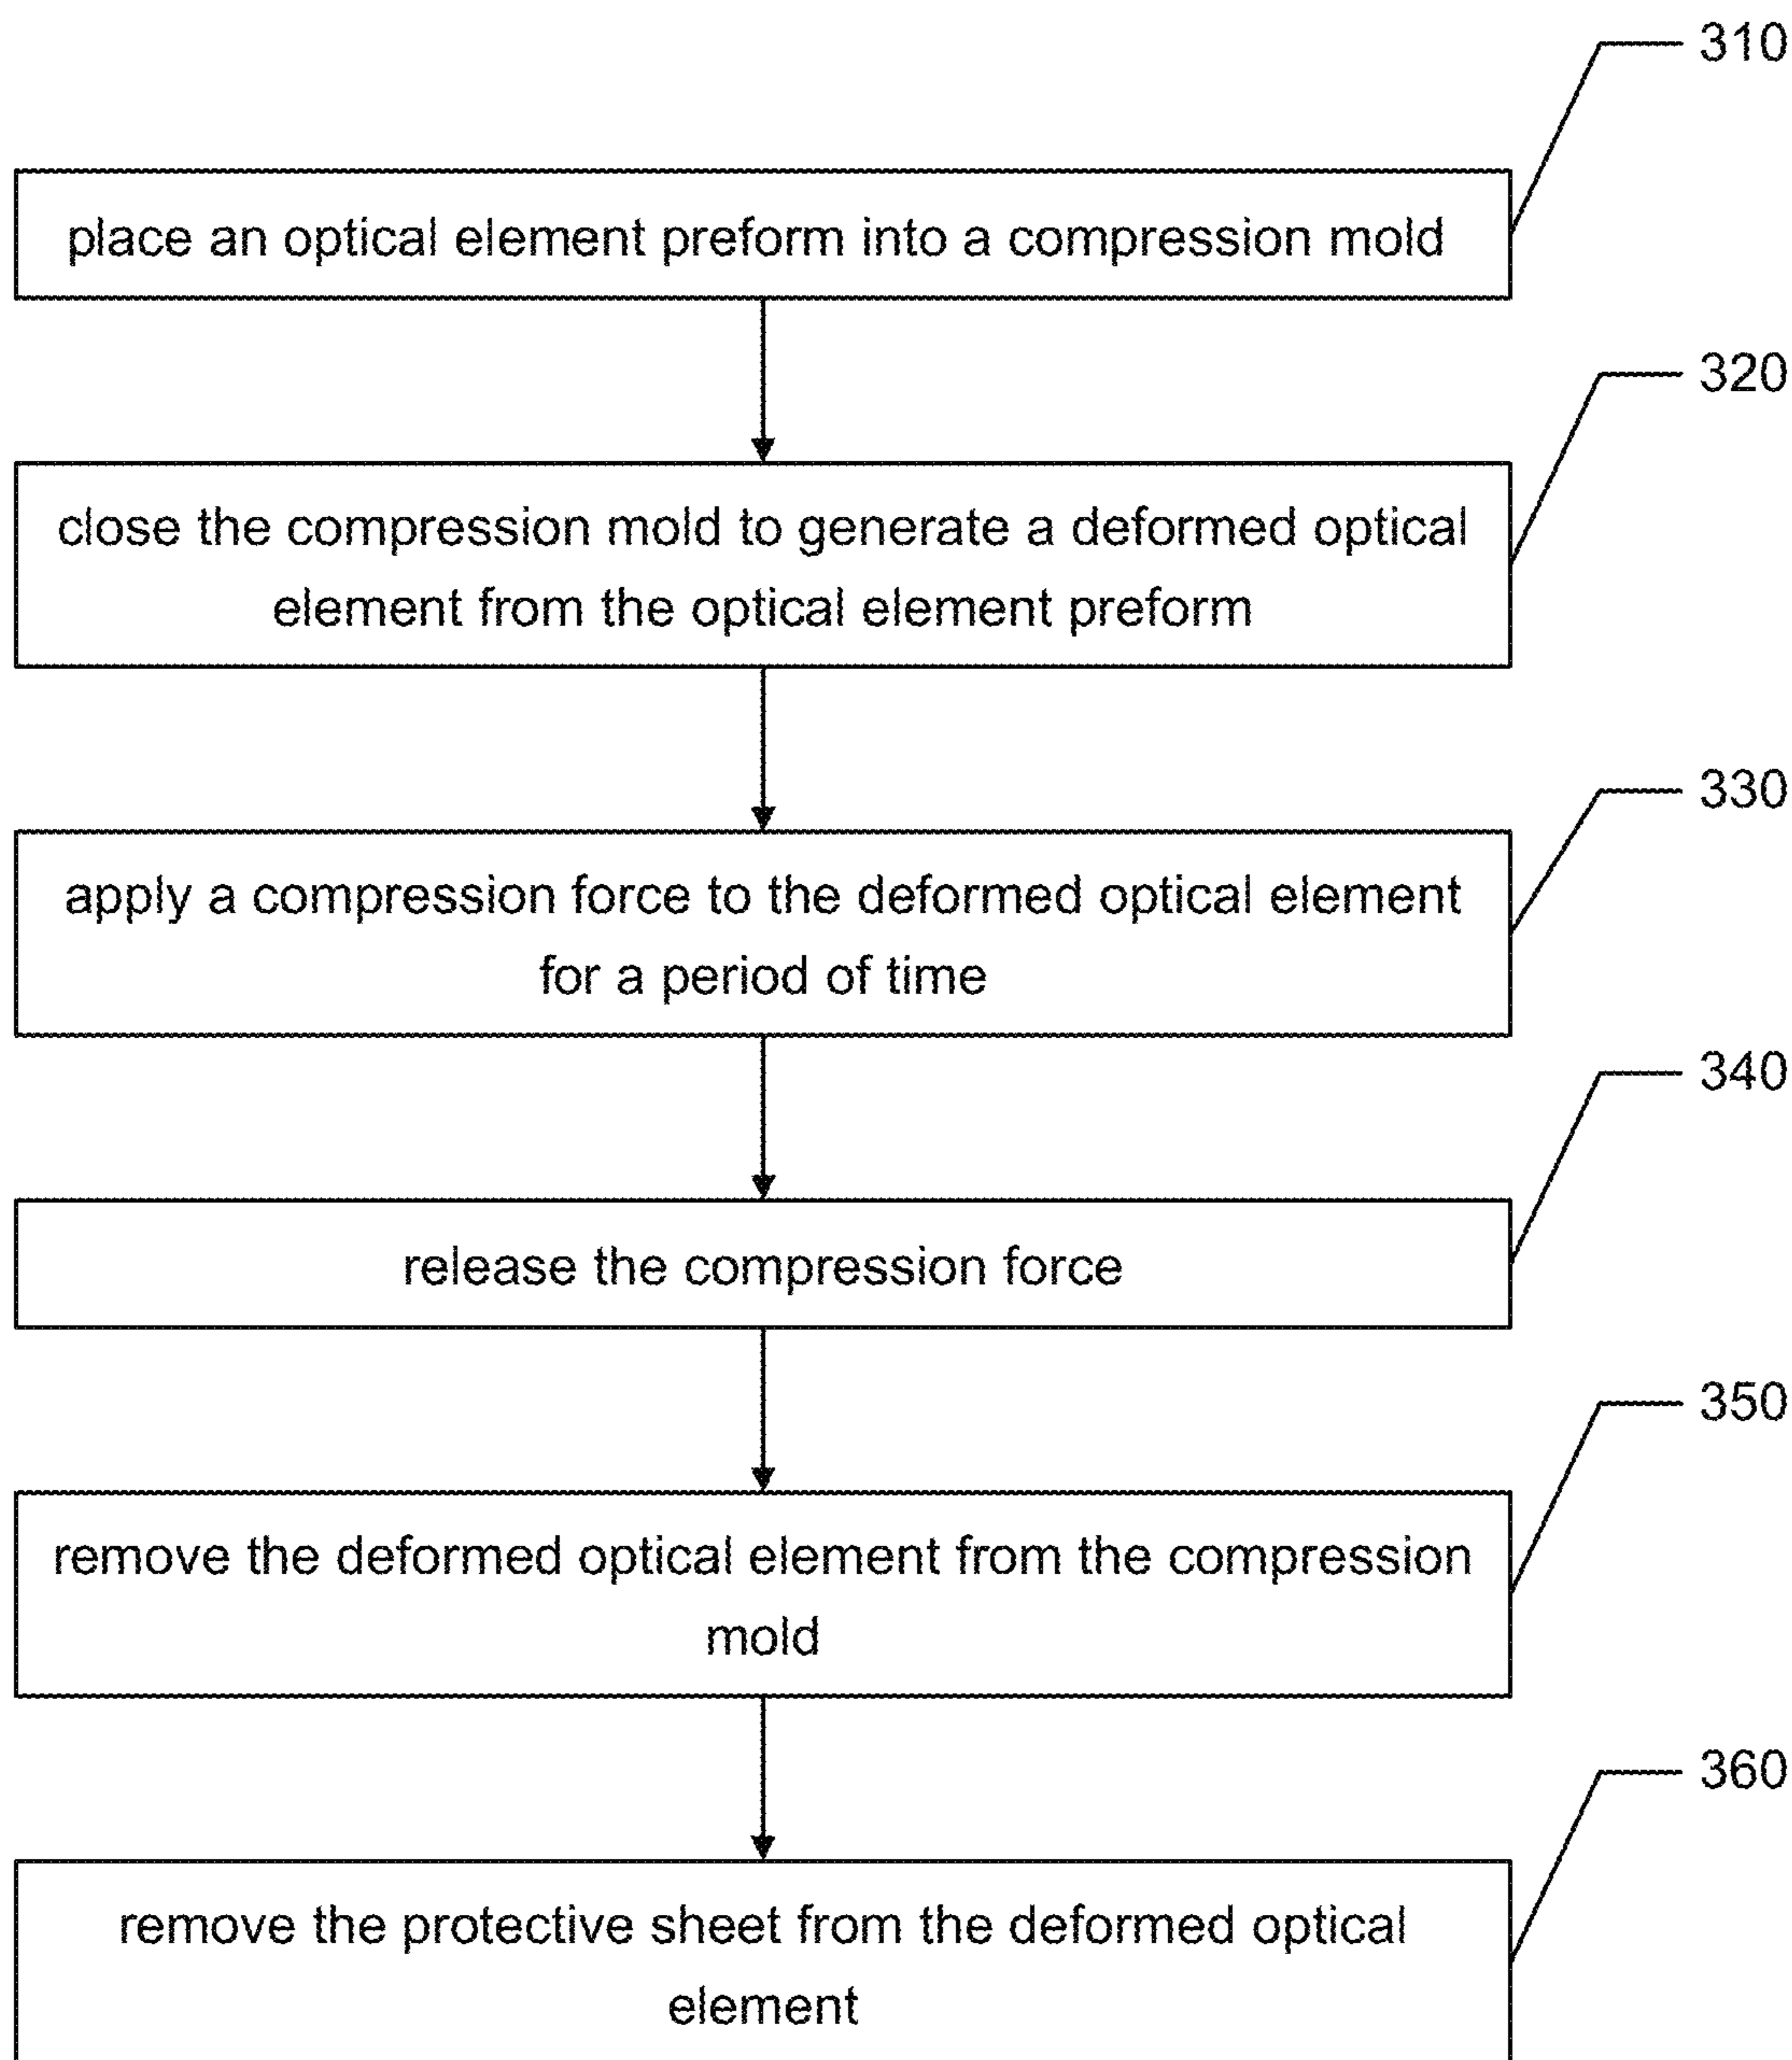 310
place an optical element preform into a compression mold
320
close the compression mold to generate a deformed optical
element from the optical element preform
330
apply a compression force to the deformed optical element
for a period of time
340
release the compression force
350
remove the deformed optical element from the compression
mold
360
remove the protective sheet from the deformed optical
element